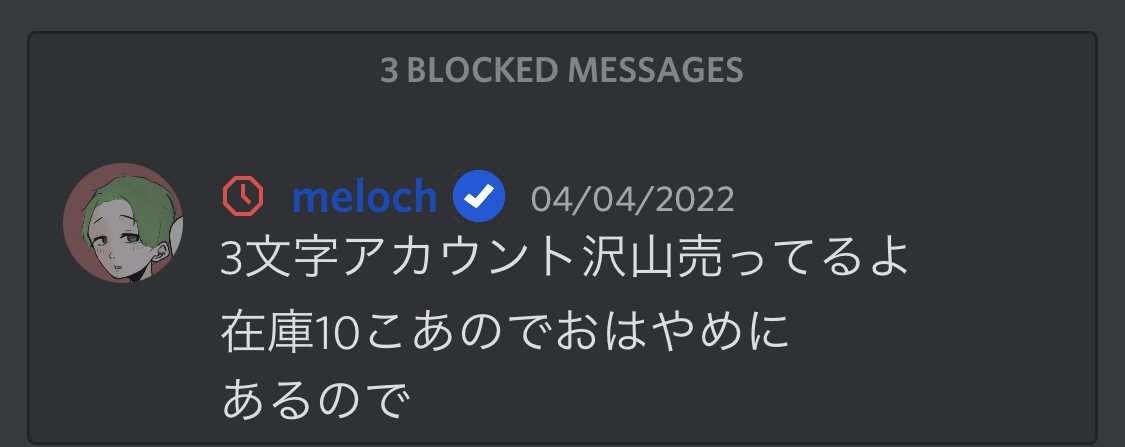 3 BLOCKED MESSAGES
meloch 04/04/2022
3文字アカウント沢山売ってるよ
在庫10こあのでおはやめに
あるので